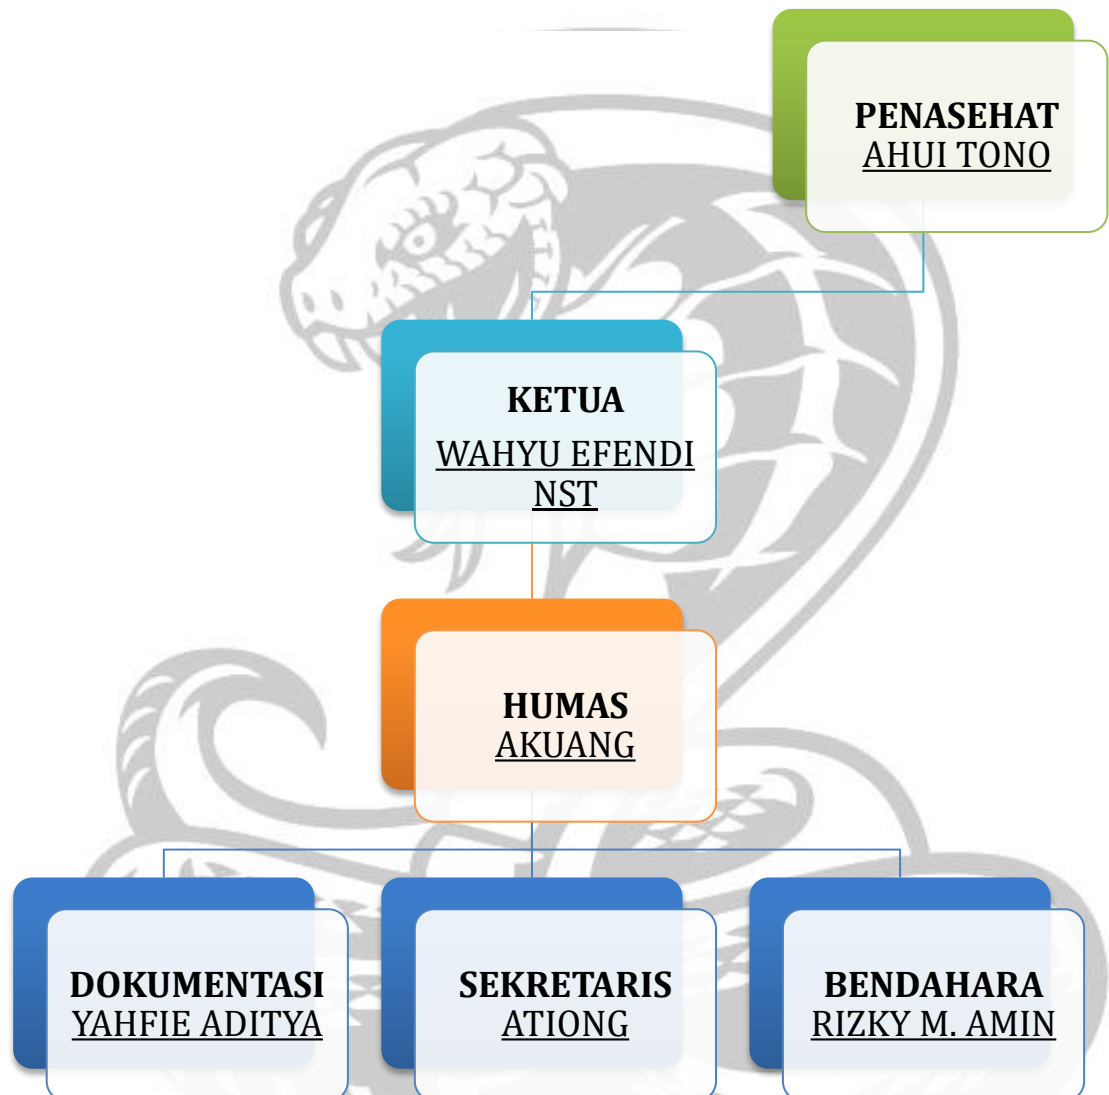 PENASEHAT
AHUI TONO
KETUA
WAHYU EFENDI
NST
HUMAS
AKUANG
DOKUMENTASI
YAHFIE ADITYA
SEKRETARIS
ATIONG
BENDAHARA
RIZKY M. AMIN